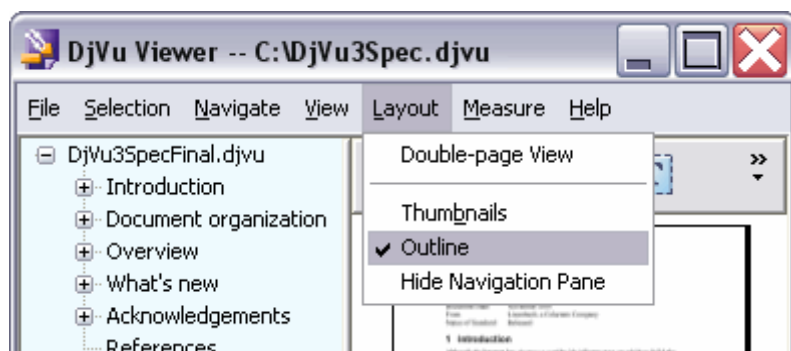 DjVu Viewer -- C:\DjVu3Spec.djvu
File Selection Navigate View Layout Measure Help
DjVu3SpecFinal.djvu
Introduction
Document organization
Overview
What's new
Acknowledgements
References
Double-page View
Thumbnails
Outline
Hide Navigation Pane
1 Introduction